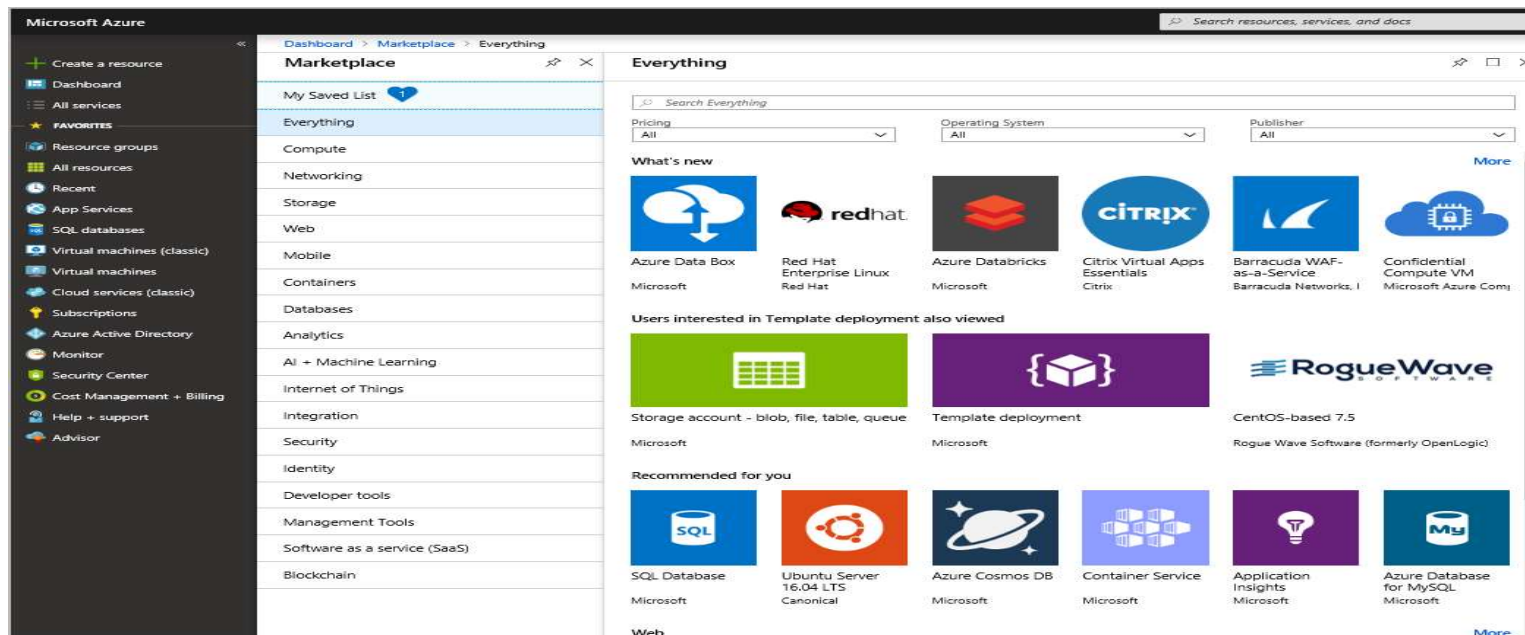 Microsoft Azure
Search resources, services, and docs
«
Create a resource
Dashboard
All services
FAVORITES
Resource groups
All resources
Recent
App Services
SQL databases
Virtual machines (classic)
Virtual machines
Cloud services (classic)
Subscriptions
Azure Active Directory
Monitor
Security Center
Cost Management + Billing
Help + support
Advisor
Dashboard > Marketplace > Everything
Marketplace
My Saved List 1
Everything
Compute
Networking
Storage
Web
Mobile
Containers
Databases
Analytics
AI + Machine Learning
Internet of Things
Integration
Security
Identity
Developer tools
Management Tools
Software as a service (SaaS)
Blockchain
Everything
Search Everything
Pricing Operating System Publisher
All All All
What's new More
redhat. CİTRIX
Azure Data Box Red Hat Azure Databricks Citrix Virtual Apps Barracuda WAF- Confidential
Enterprise Linux Essentials as-a-Service Compute VM
Microsoft Red Hat Microsoft Citrix Barracuda Networks, I Microsoft Azure Comp
Users interested in Template deployment also viewed
RogueWave
SOFTWARE
Storage account - blob, file, table, queue Template deployment CentOS-based 7.5
Microsoft Microsoft Rogue Wave Software (formerly OpenLogic)
Recommended for you
SQL My
SQL Database Ubuntu Server Azure Cosmos DB Container Service Application Azure Database
16.04 LTS Insights for MySQL
Microsoft Canonical Microsoft Microsoft Microsoft Microsoft
Web More